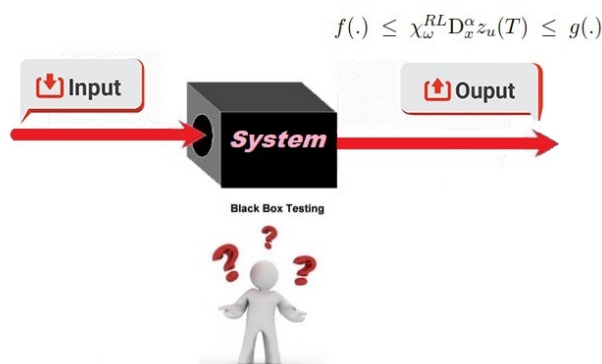 f(.) ≤ χ_ω^{RL}D_x^α z_u(T) ≤ g(.)
Input
Ouput
System
Black Box Testing
? ? ?